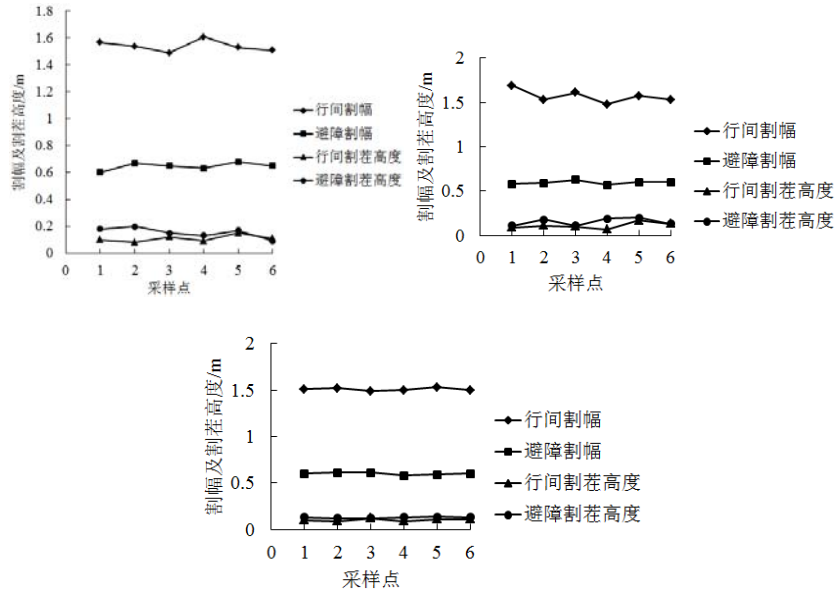 1.8
1.6
1.4
1.2
1
0.8
0.6
0.4
0.2
0
割幅及割茬高度/m
0 1 2 3 4 5 6
采样点
行间割幅
避障割幅
行间割茬高度
避障割茬高度
2
1.5
1
0.5
0
割幅及割茬高度/m
0 1 2 3 4 5 6
采样点
行间割幅
避障割幅
行间割茬高度
避障割茬高度
2
1.5
1
0.5
0
割幅及割茬高度/m
0 1 2 3 4 5 6
采样点
行间割幅
避障割幅
行间割茬高度
避障割茬高度